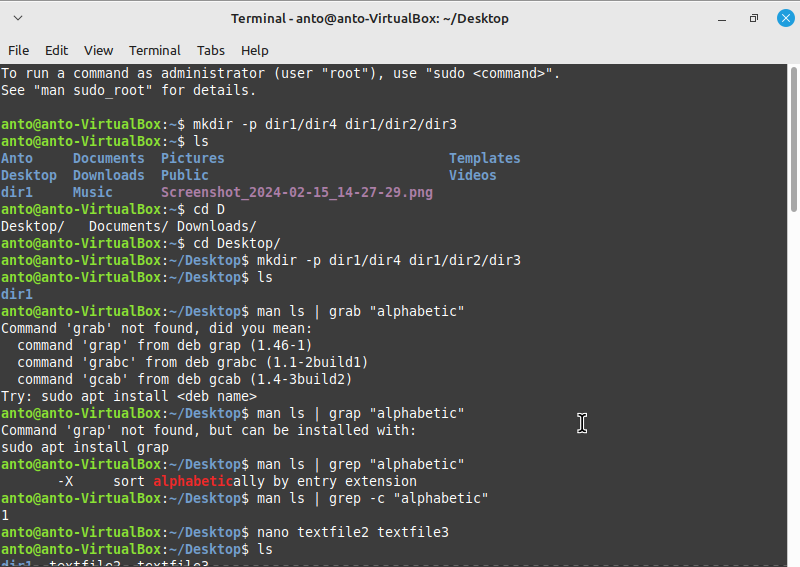 Terminal - anto@anto-VirtualBox: ~/Desktop
File Edit View Terminal Tabs Help
To run a command as administrator (user "root"), use "sudo <command>".
See "man sudo_root" for details.
anto@anto-VirtualBox:~$ mkdir -p dir1/dir4 dir1/dir2/dir3
anto@anto-VirtualBox:~$ ls
Anto Documents Pictures Templates
Desktop Downloads Public Videos
dir1 Music Screenshot_2024-02-15_14-27-29.png
anto@anto-VirtualBox:~$ cd D
Desktop/ Documents/ Downloads/
anto@anto-VirtualBox:~$ cd Desktop/
anto@anto-VirtualBox:~/Desktop$ mkdir -p dir1/dir4 dir1/dir2/dir3
anto@anto-VirtualBox:~/Desktop$ ls
dir1
anto@anto-VirtualBox:~/Desktop$ man ls | grab "alphabetic"
Command 'grab' not found, did you mean:
command 'grap' from deb grap (1.46-1)
command 'grabc' from deb grabc (1.1-2build1)
command 'gcab' from deb gcab (1.4-3build2)
Try: sudo apt install <deb name>
anto@anto-VirtualBox:~/Desktop$ man ls | grap "alphabetic"
Command 'grap' not found, but can be installed with:
sudo apt install grap
anto@anto-VirtualBox:~/Desktop$ man ls | grep "alphabetic"
-X sort alphabetically by entry extension
anto@anto-VirtualBox:~/Desktop$ man ls | grep -c "alphabetic"
1
anto@anto-VirtualBox:~/Desktop$ nano textfile2 textfile3
anto@anto-VirtualBox:~/Desktop$ ls
dir1 textfile2 textfile3